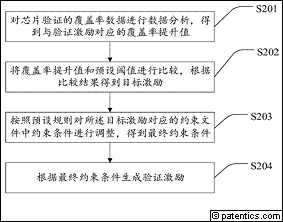 对芯片验证的覆盖率数据进行数据分析，得
到与验证激励对应的覆盖率提升值
S201
将覆盖率提升值和预设阈值进行比较，根据
比较结果得到目标激励
S202
按照预设规则对所述目标激励对应的约束文
件中约束条件进行调整，得到最终约束条件
S203
根据最终约束条件生成验证激励
S204
© patentics.com